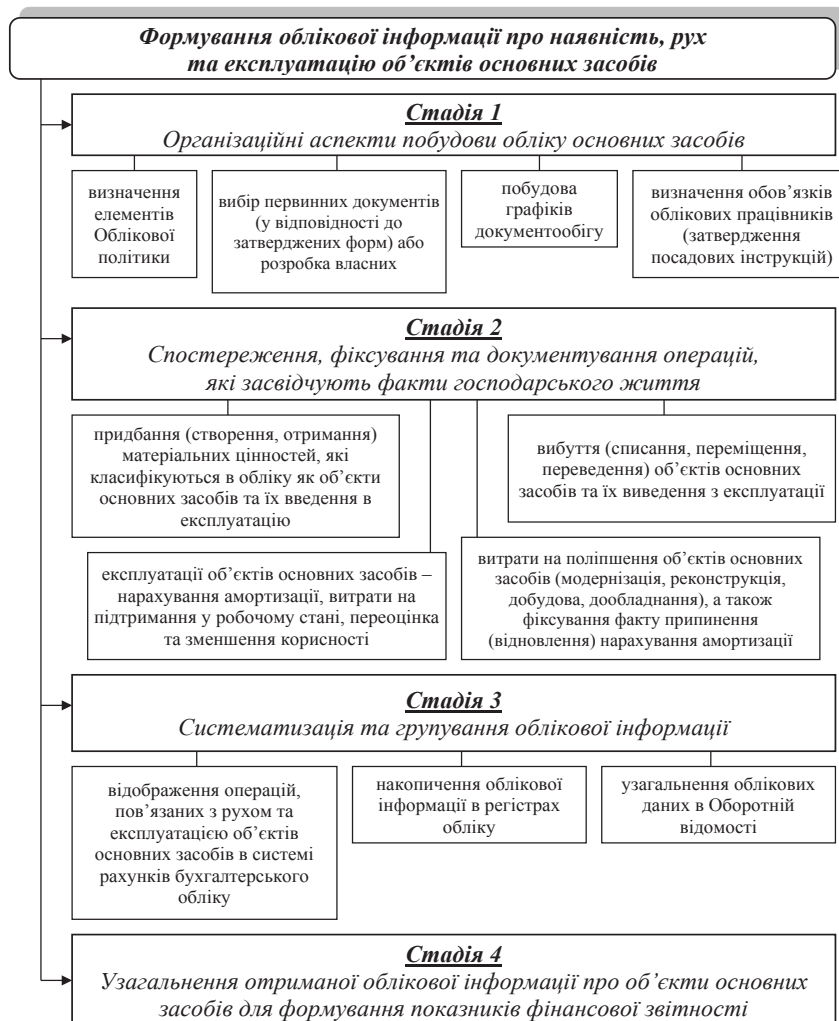 Формування облікової інформації про наявність, рух
та експлуатацію об’єктів основних засобів
Стадія 1
Організаційні аспекти побудови обліку основних засобів
визначення
елементів
Облікової
політики
вибір первинних документів
(у відповідності до
затверджених форм) або
розробка власних
побудова
графіків
документообігу
визначення обов’язків
облікових працівників
(затвердження
посадових інструкцій)
Стадія 2
Спостереження, фіксування та документування операцій,
які засвідчують факти господарського життя
придбання (створення, отримання)
матеріальних цінностей, які
класифікуються в обліку як об’єкти
основних засобів та їх введення в
експлуатацію
вибуття (списання, переміщення,
переведення) об’єктів основних
засобів та їх виведення з експлуатації
експлуатації об’єктів основних засобів –
нарахування амортизації, витрати на
підтримання у робочому стані, переоцінка
та зменшення корисності
витрати на поліпшення об’єктів основних
засобів (модернізація, реконструкція,
добудова, дообладнання), а також
фіксування факту припинення
(відновлення) нарахування амортизації
Стадія 3
Систематизація та групування облікової інформації
відображення операцій,
пов’язаних з рухом та
експлуатацією об’єктів
основних засобів в системі
рахунків бухгалтерського
обліку
накопичення облікової
інформації в регістрах
обліку
узагальнення облікових
даних в Оборотній
відомості
Стадія 4
Узагальнення отриманої облікової інформації про об’єкти основних
засобів для формування показників фінансової звітності